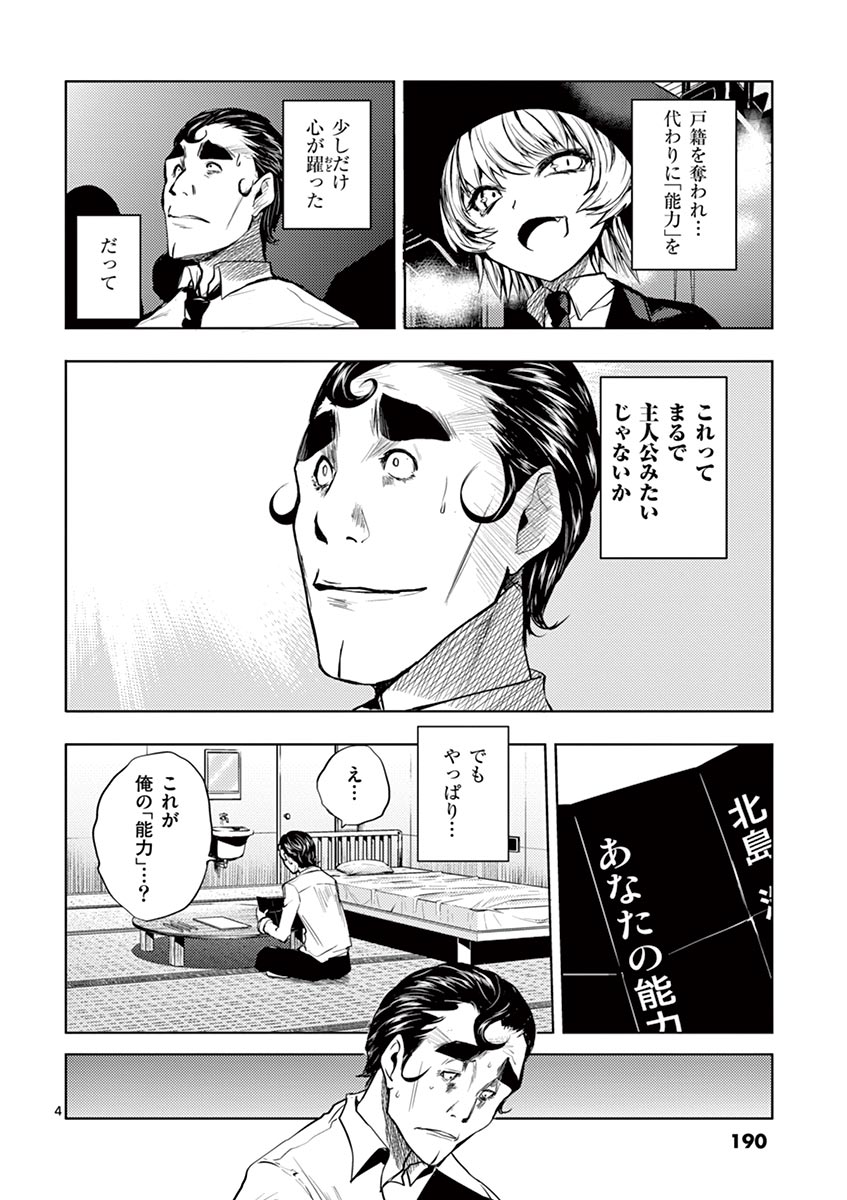 戸籍を奪われ…
代わりに「能力」を
少しだけ
心が躍った
おど
だって
これって
まるで
主人公みたい
じゃないか
北島
あなたの能力
でも
やっぱり…
え…
これが
俺の「能力」…?
4
190